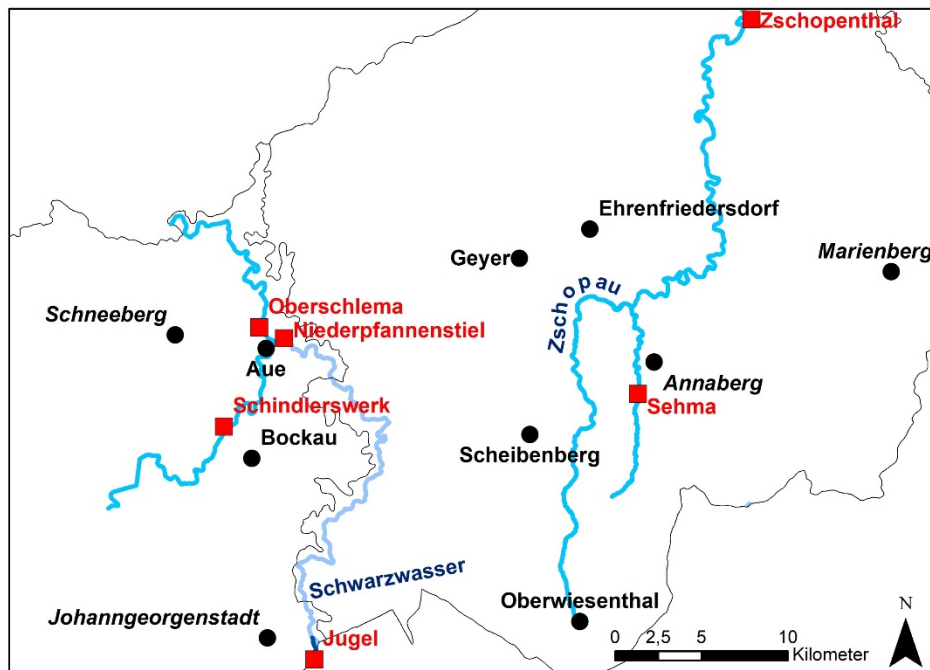 Zschopenthal
Ehrenfriedersdorf
Geyer
Marienberg
Zschopau
Oberschlema
Niederpfannenstiel
Schneeberg
Aue
Annaberg
Sehma
Schindlerswerk
Bockau
Scheibenberg
Schwarzwasser
Oberwiesenthal
Johanngeorgenstadt
Jugel
N
0 2,5 5 10
Kilometer